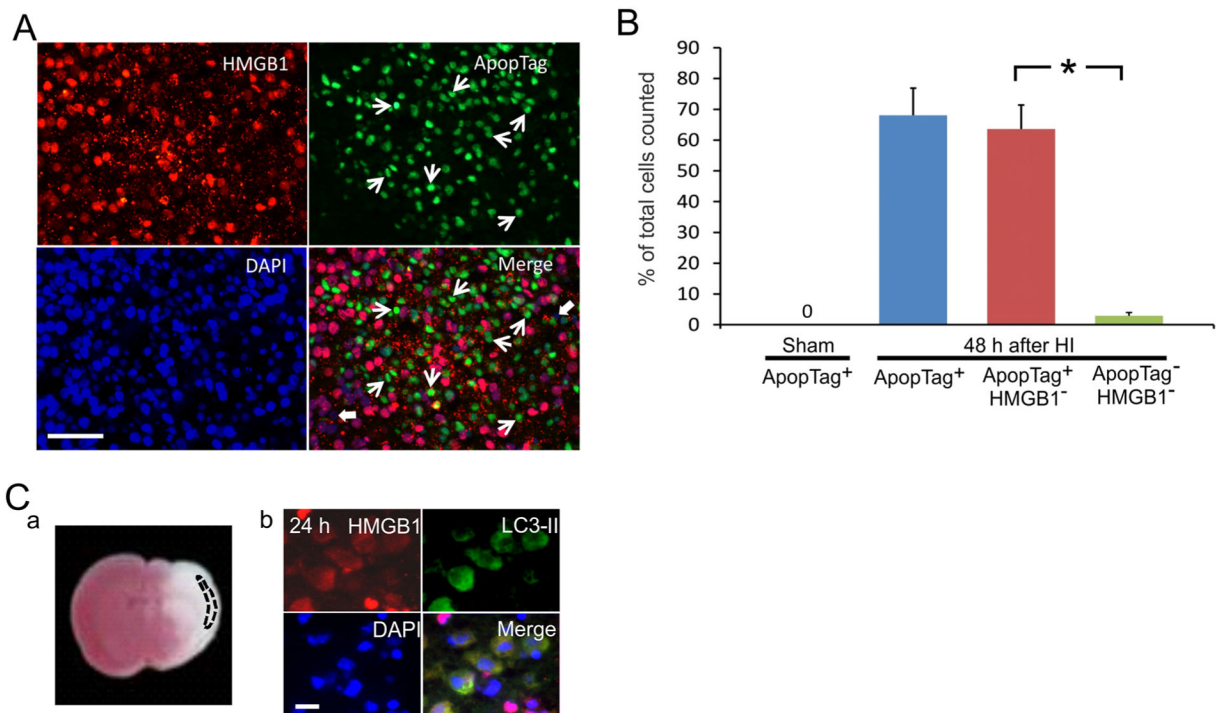 A
HMGB1
ApopTag
DAPI
Merge
B
90
80
70
60
50
40
30
20
10
0
% of total cells counted
0
*
Sham
48 h after HI
ApopTag⁺
ApopTag⁺
ApopTag⁺
HMGB1⁻
ApopTag⁻
HMGB1⁻
C
a
b
24 h HMGB1
LC3-II
DAPI
Merge